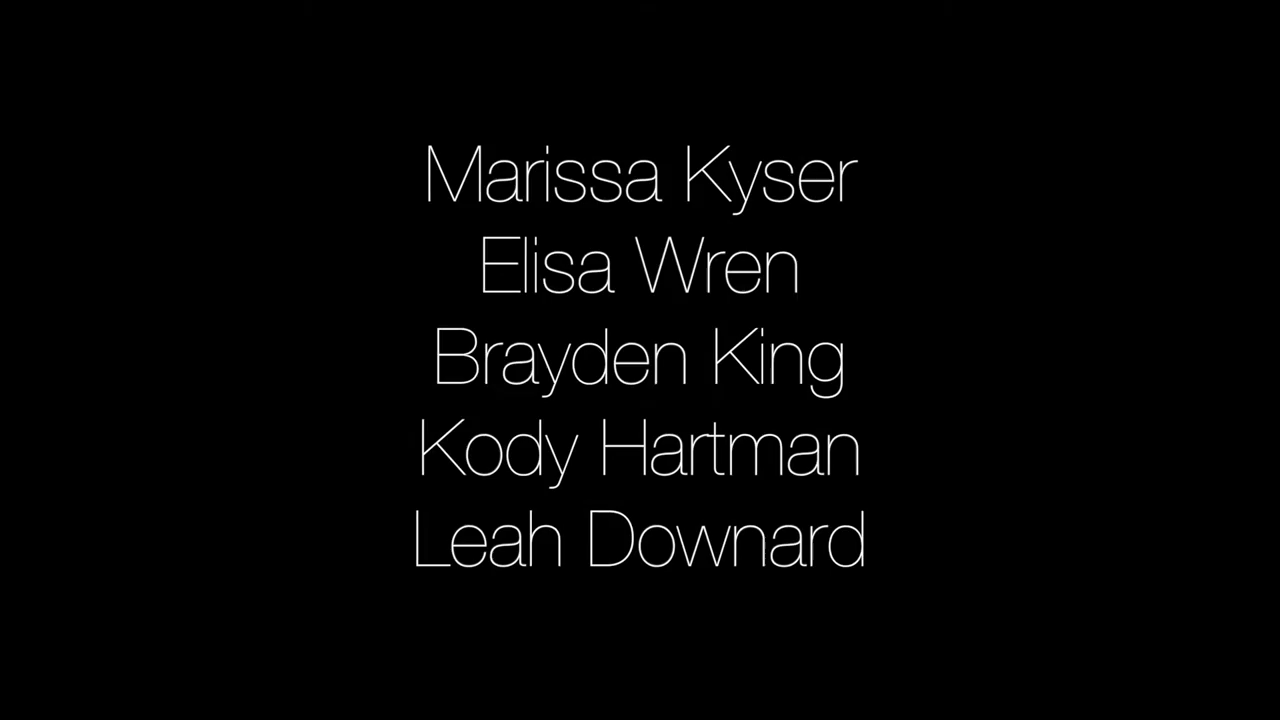 Marissa Kyser
Elisa Wren
Brayden King
Kody Hartman
Leah Downard